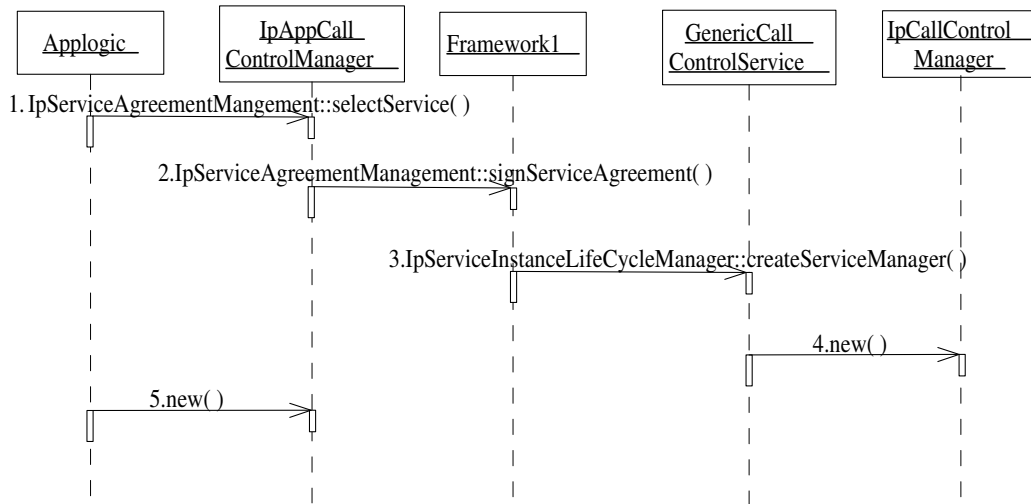 Applogic
IpAppCall
ControlManager
Framework1
GenericCall
ControlService
IpCallControl
Manager
1. IpServiceAgreementMangement::selectService( )
2.IpServiceAgreementManagement::signServiceAgreement( )
3.IpServiceInstanceLifeCycleManager::createServiceManager( )
4.new( )
5.new( )